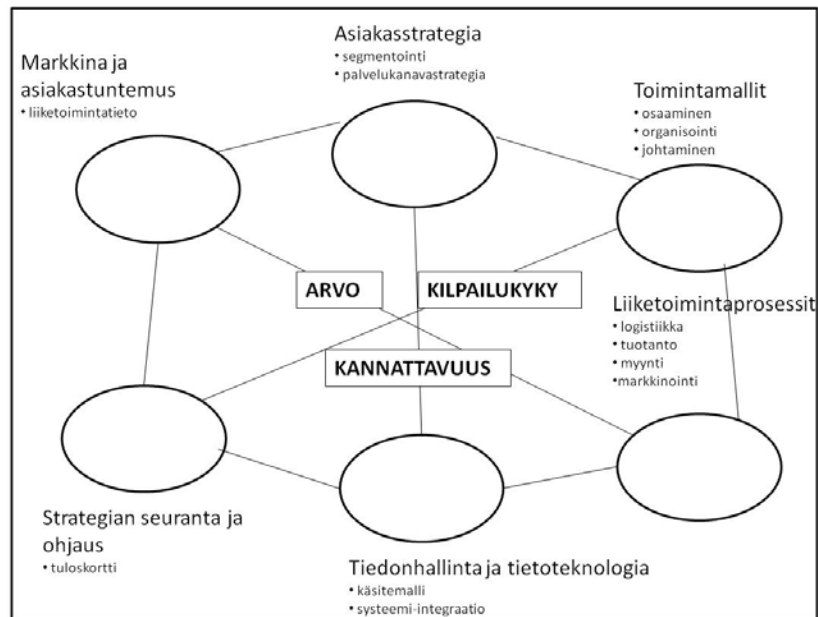 Asiakasstrategia
• segmentointi
• palvelukanavastrategia
Markkina ja
asiakastuntemus
• liiketoimintatieto
Toimintamallit
• osaaminen
• organisointi
• johtaminen
ARVO
KILPAILUKYKY
KANNATTAVUUS
Liiketoimintaprosessit
• logistiikka
• tuotanto
• myynti
•markkinointi
Strategian seuranta ja
ohjaus
• tuloskortti
Tiedonhallinta ja tietoteknologia
• käsitemalli
• systeemi-integraatio